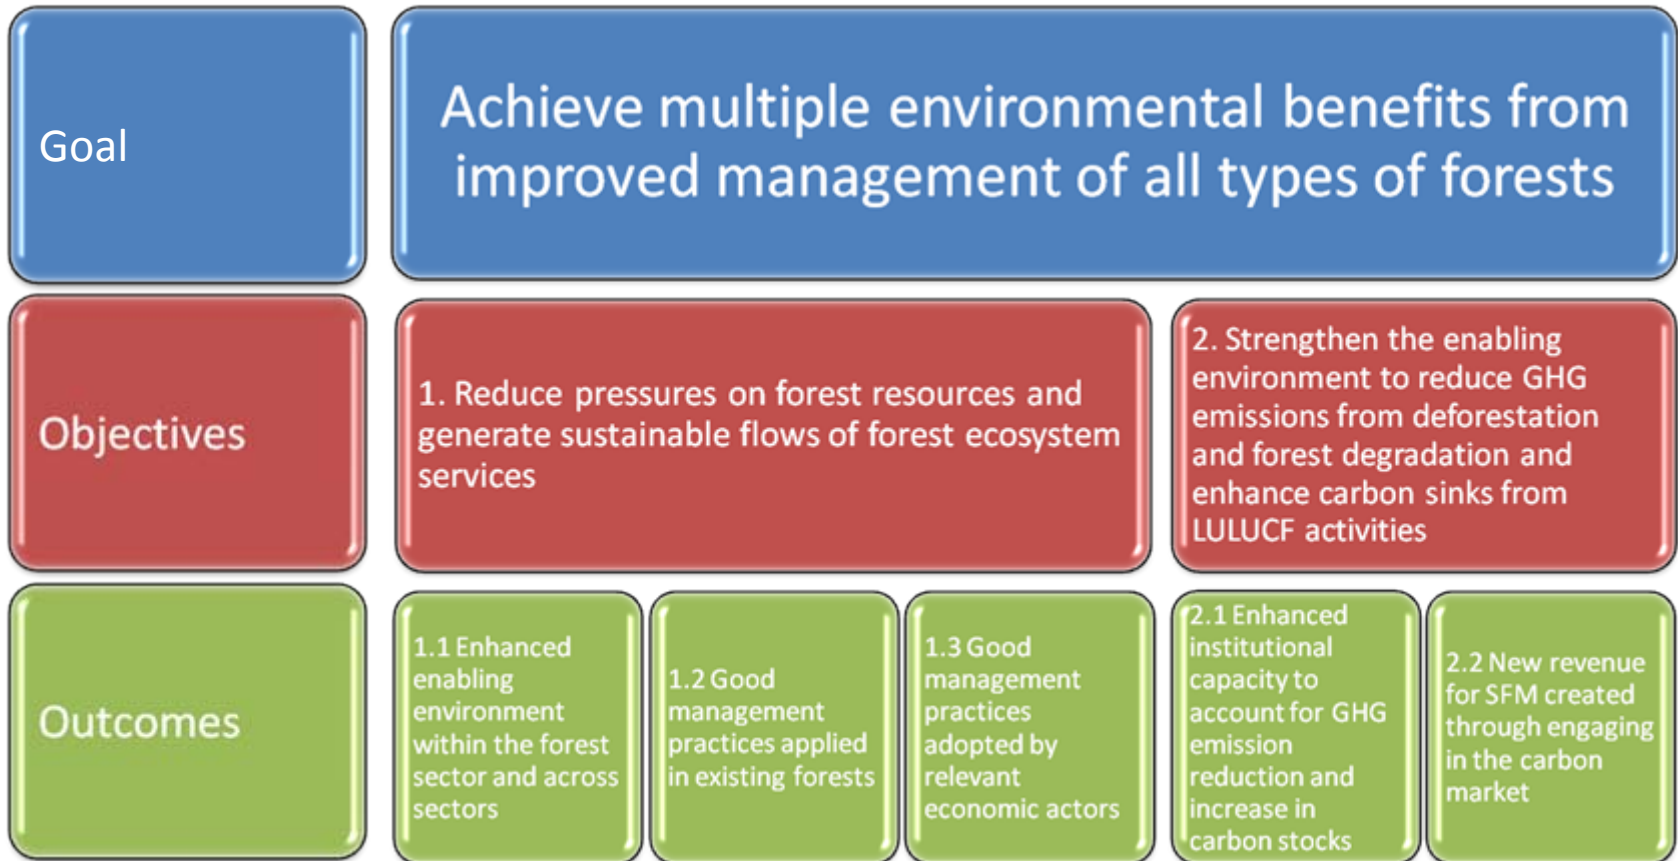 Goal
Achieve multiple environmental benefits from
improved management of all types of forests
Objectives
1. Reduce pressures on forest resources and
generate sustainable flows of forest ecosystem
services
2. Strengthen the enabling
environment to reduce GHG
emissions from deforestation
and forest degradation and
enhance carbon sinks from
LULUCF activities
Outcomes
1.1 Enhanced
enabling
environment
within the forest
sector and across
sectors
1.2 Good
management
practices applied
in existing forests
1.3 Good
management
practices
adopted by
relevant
economic actors
2.1 Enhanced
institutional
capacity to
account for GHG
emission
reduction and
increase in
carbon stocks
2.2 New revenue
for SFM created
through engaging
in the carbon
market